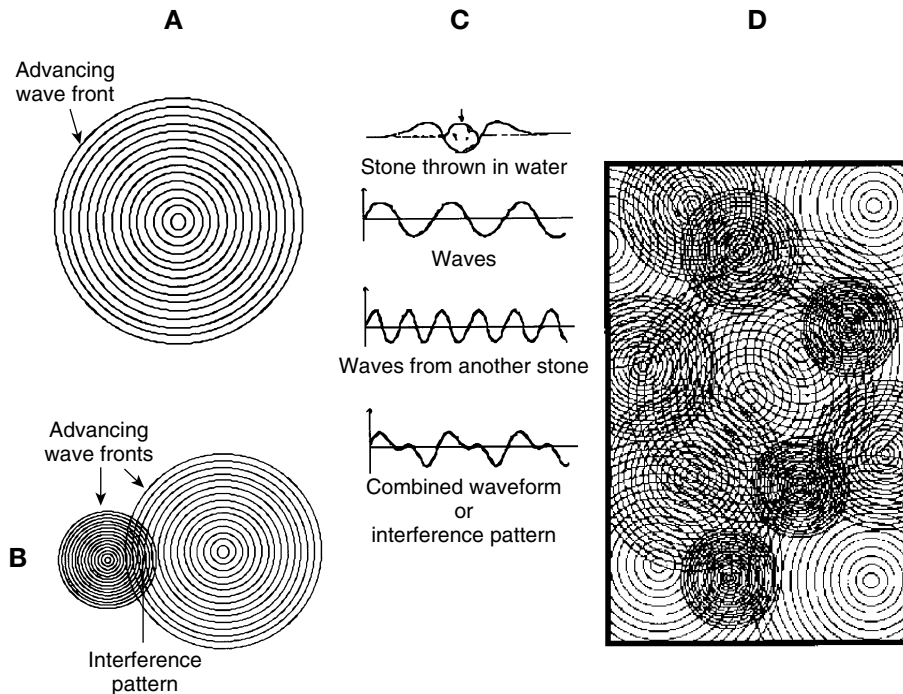 A
C
D
Advancing
wave front
Stone thrown in water
Waves
Waves from another stone
Combined waveform
or
interference pattern
Advancing
wave fronts
B
Interference
pattern